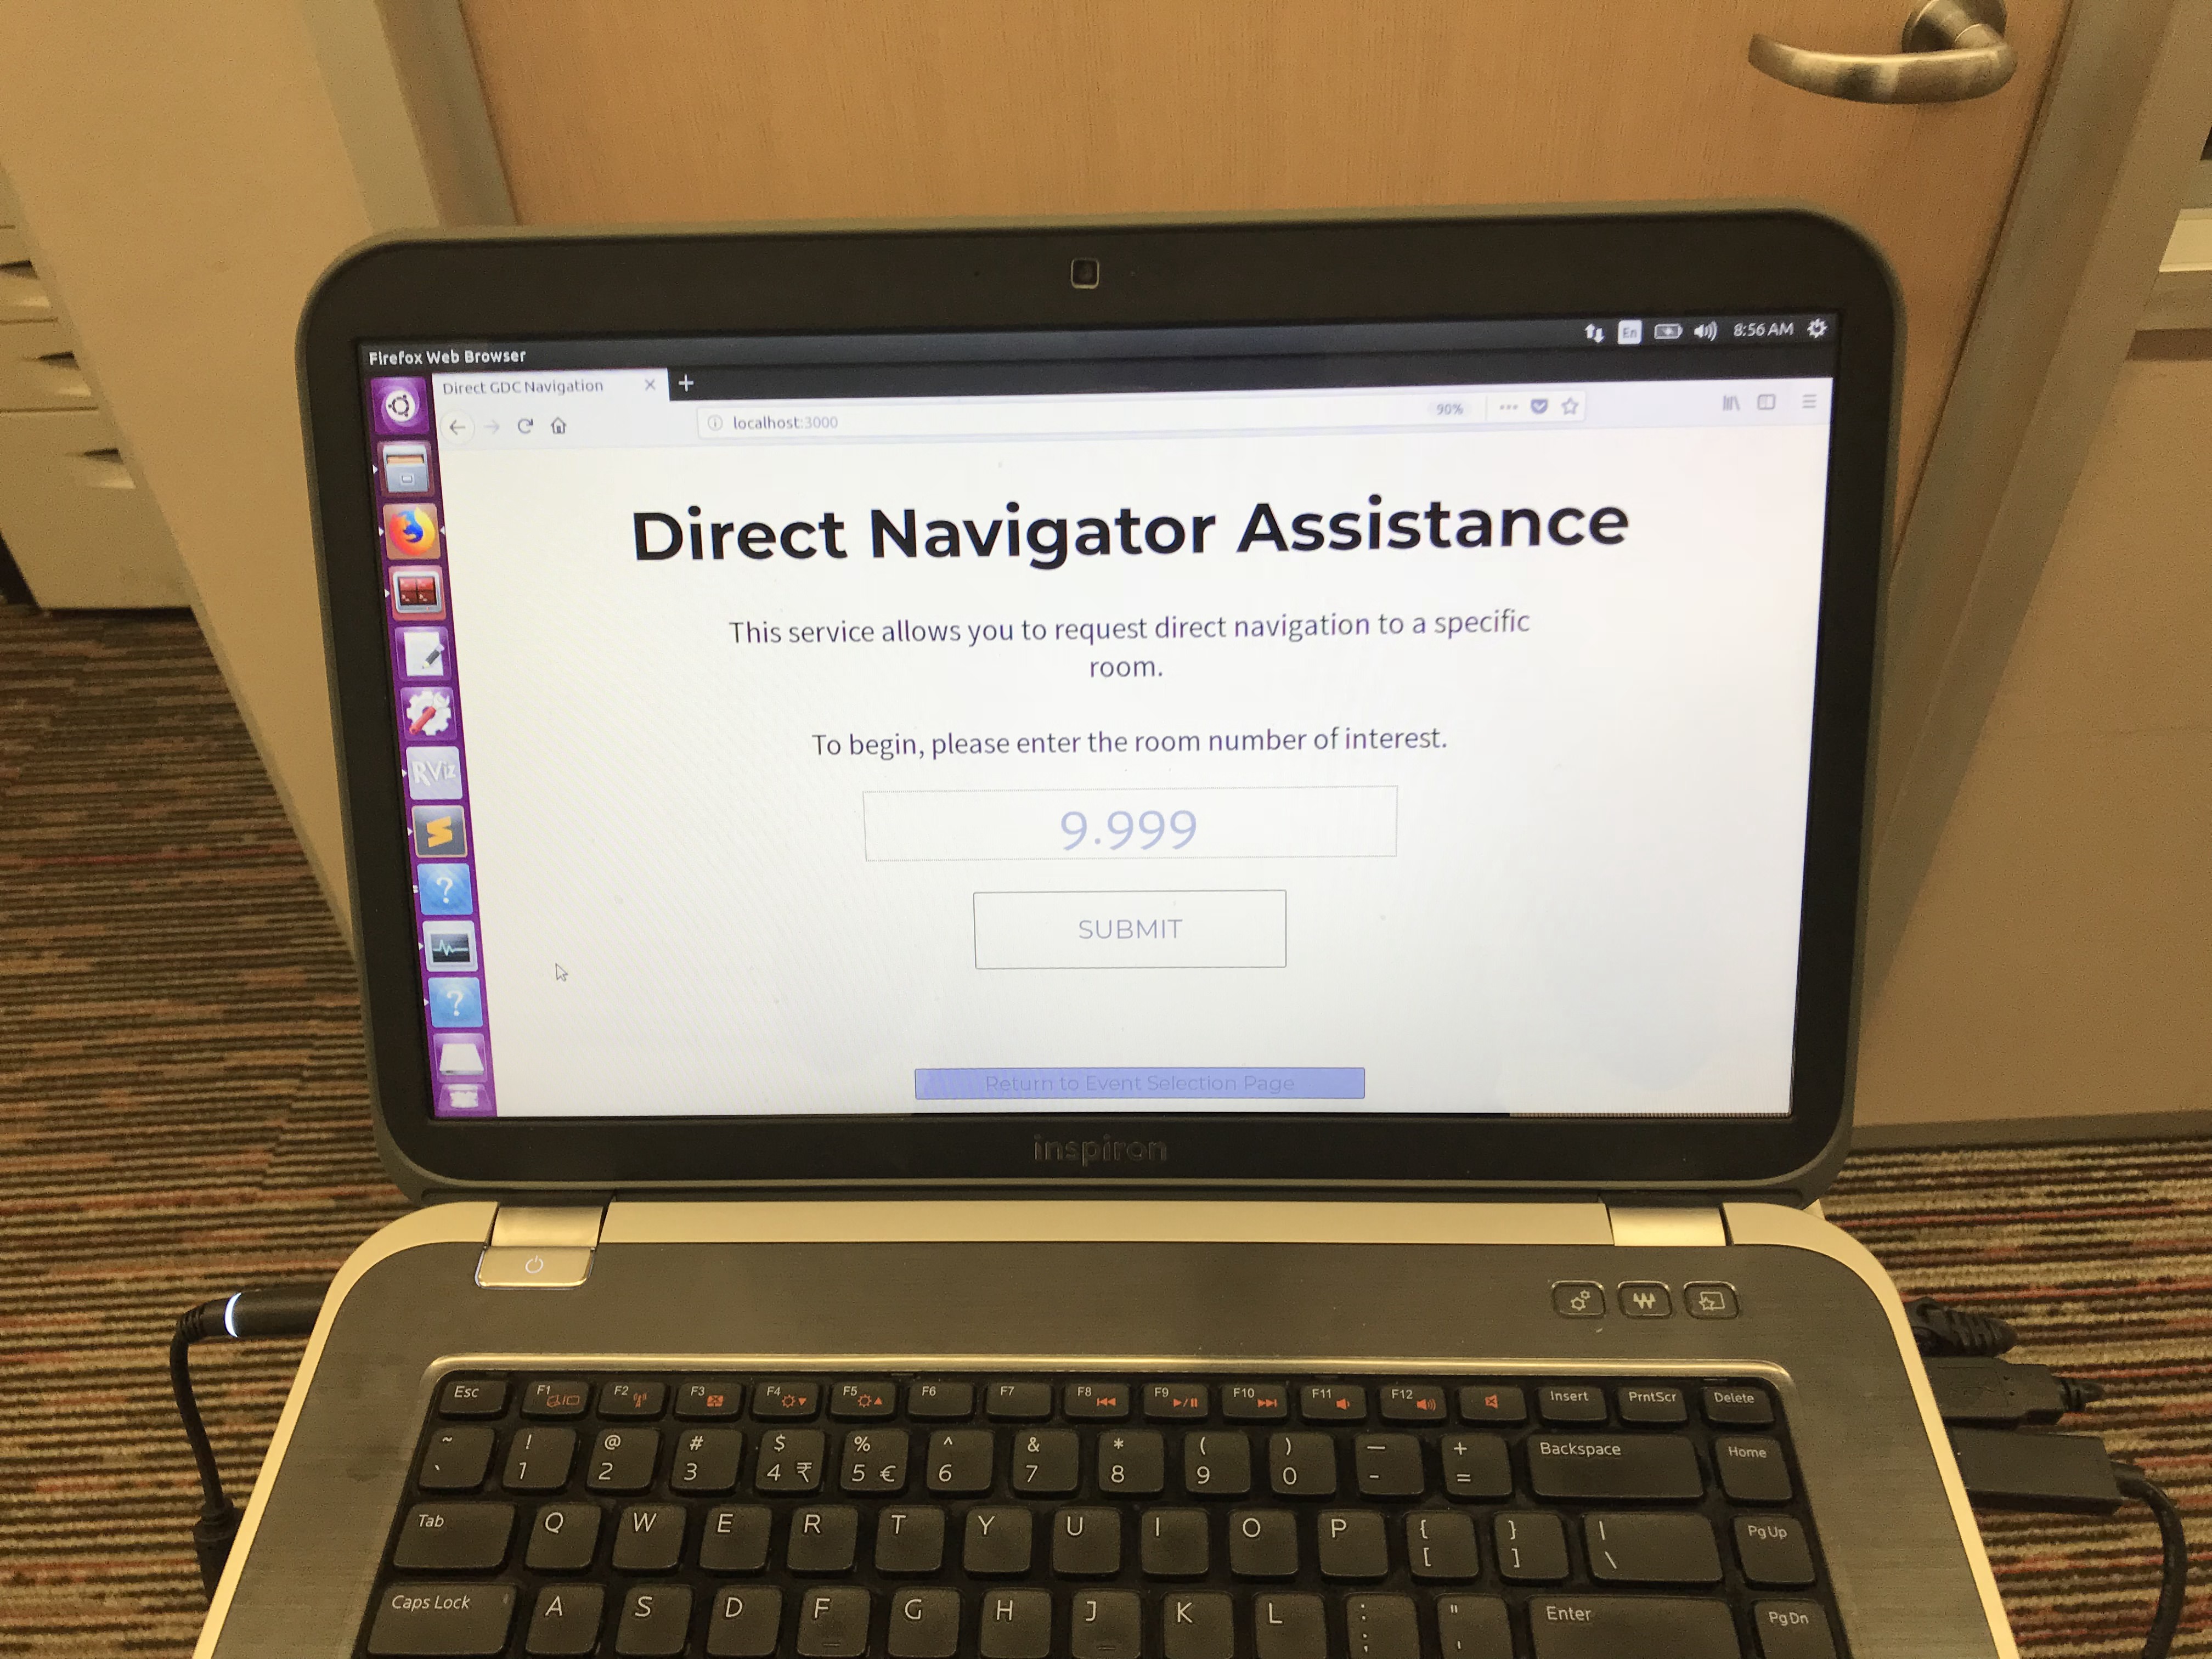 Firefox Web Browser
En
8:56 AM
Direct GDC Navigation
localhost:3000
90%
Direct Navigator Assistance
This service allows you to request direct navigation to a specific
room.
To begin, please enter the room number of interest.
9.999
SUBMIT
Return to Event Selection Page
RViz
inspiron
Esc F1 F2 F3 F4 F5 F6 F7 F8 F9 F10 F11 F12 Insert PrntScr Delete
~ ! @ # $ % ^ & * ( ) — +
` 1 2 3 4 ₹ 5 € 6 7 8 9 0 - = Backspace Home
Tab Q W E R T Y U I O P { [ } ] | \ PgUp
Caps Lock A S D F G H J K L : ; " ' Enter PgDn